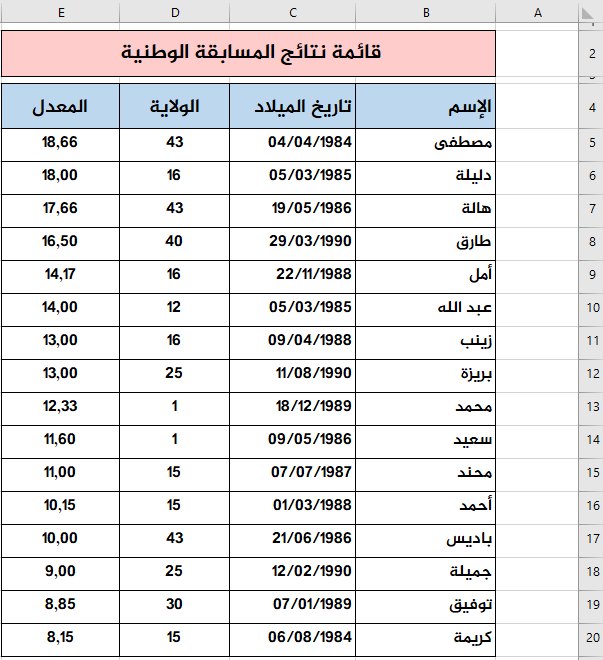 A B C D E
2 قائمة نتائج المسابقة الوطنية
4 الإسم تاريخ الميلاد الولاية المعدل
5 مصطفى 04/04/1984 43 18,66
6 دليلة 05/03/1985 16 18,00
7 هالة 19/05/1986 43 17,66
8 طارق 29/03/1990 40 16,50
9 أمل 22/11/1988 16 14,17
10 عبد الله 05/03/1985 12 14,00
11 زينب 09/04/1988 16 13,00
12 بريزة 11/08/1990 25 13,00
13 محمد 18/12/1989 1 12,33
14 سعيد 09/05/1986 1 11,60
15 محند 07/07/1987 15 11,00
16 أحمد 01/03/1988 15 10,15
17 باديس 21/06/1986 43 10,00
18 جميلة 12/02/1990 25 9,00
19 توفيق 07/01/1989 30 8,85
20 كريمة 06/08/1984 15 8,15